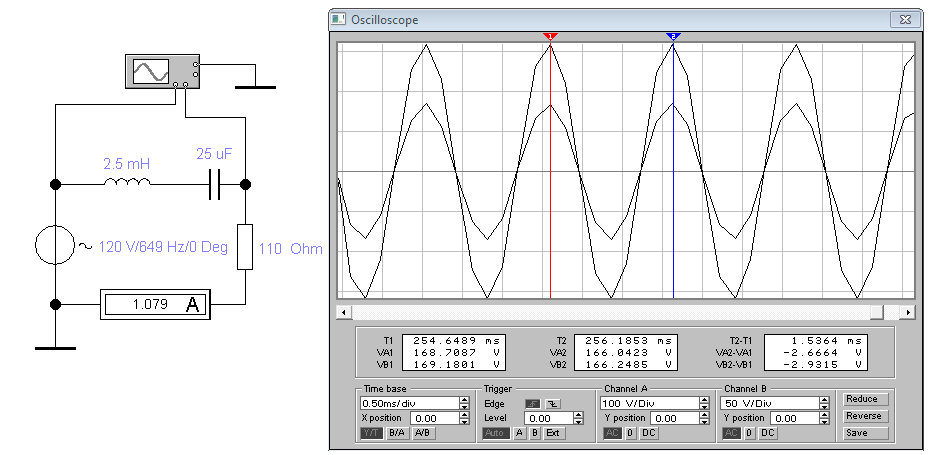 Oscilloscope
1 2
25 uF
2.5 mH
120 V/649 Hz/0 Deg
110 Ohm
1.079 A
T1 254.6489 ms T2 256.1853 ms T2-T1 1.5364 ms
VA1 168.7087 V VA2 166.0423 V VA2-VA1 -2.6664 V
VB1 169.1801 V VB2 166.2485 V VB2-VB1 -2.9315 V
Time base Trigger Channel A Channel B
0.50ms/div Edge 100 V/Div 50 V/Div Reduce
X position 0.00 Level 0.00 Y position 0.00 Y position 0.00 Reverse
Y/T B/A A/B Auto A B Ext AC 0 DC AC 0 DC Save